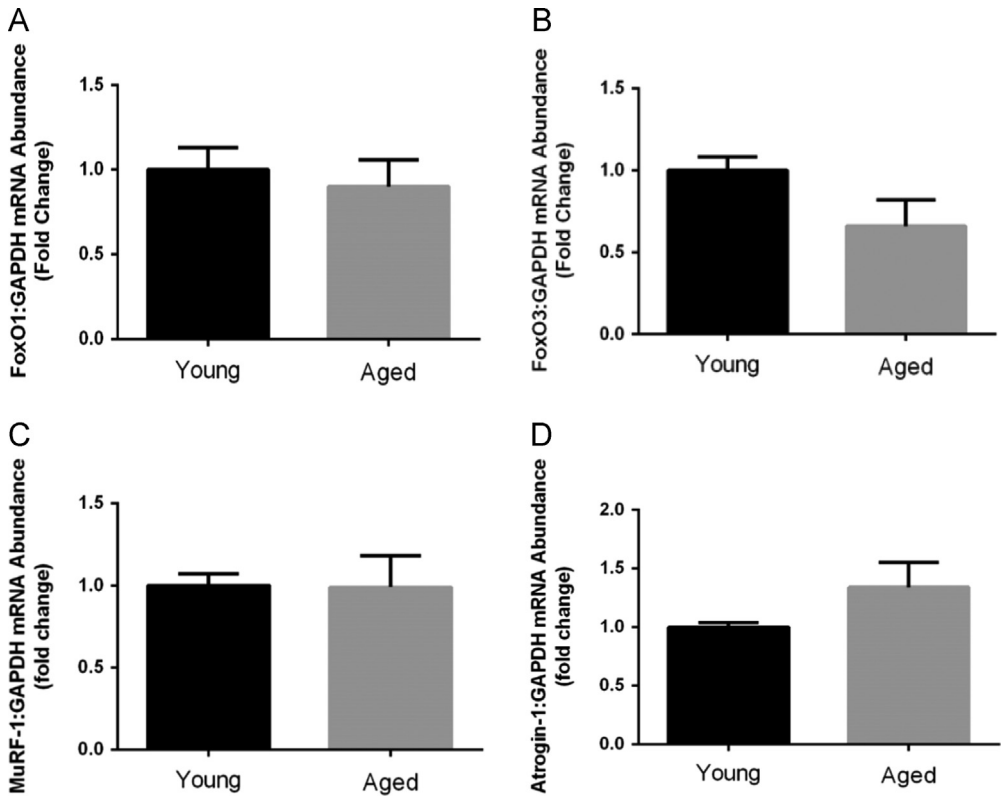 A
FoxO1:GAPDH mRNA Abundance
(Fold Change)
1.5
1.0
0.5
0.0
Young
Aged
B
FoxO3:GAPDH mRNA Abundance
(Fold Change)
1.5
1.0
0.5
0.0
Young
Aged
C
MuRF-1:GAPDH mRNA Abundance
(fold change)
1.5
1.0
0.5
0.0
Young
Aged
D
Atrogin-1:GAPDH mRNA Abundance
(fold change)
2.0
1.5
1.0
0.5
0.0
Young
Aged